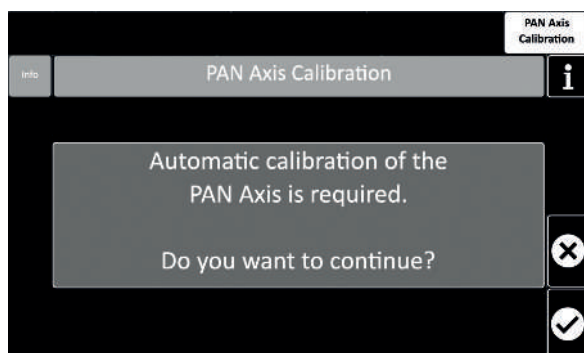 PAN Axis
Calibration
Info
PAN Axis Calibration
i
Automatic calibration of the
PAN Axis is required.
Do you want to continue?